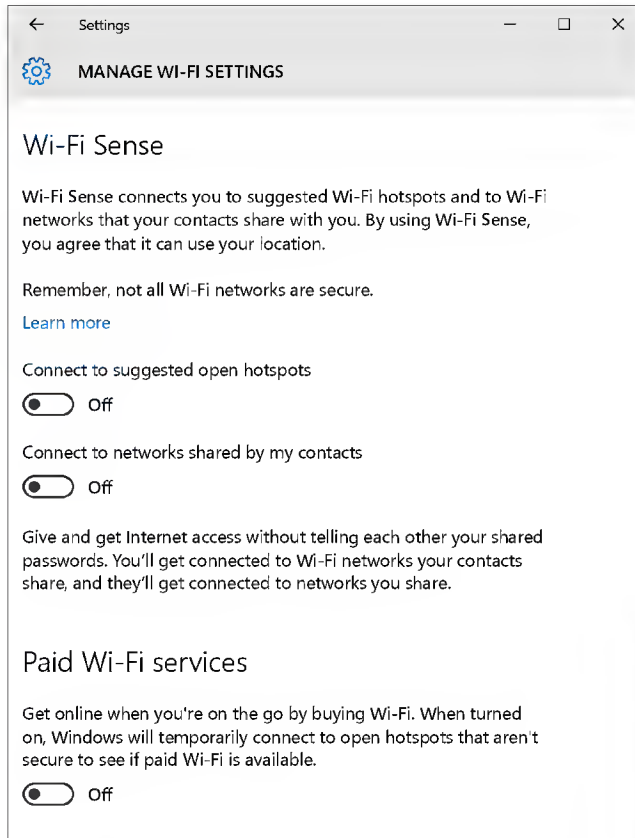 Settings
MANAGE WI-FI SETTINGS
Wi-Fi Sense
Wi-Fi Sense connects you to suggested Wi-Fi hotspots and to Wi-Fi
networks that your contacts share with you. By using Wi-Fi Sense,
you agree that it can use your location.
Remember, not all Wi-Fi networks are secure.
Learn more
Connect to suggested open hotspots
Off
Connect to networks shared by my contacts
Off
Give and get Internet access without telling each other your shared
passwords. You'll get connected to Wi-Fi networks your contacts
share, and they'll get connected to networks you share.
Paid Wi-Fi services
Get online when you're on the go by buying Wi-Fi. When turned
on, Windows will temporarily connect to open hotspots that aren't
secure to see if paid Wi-Fi is available.
Off